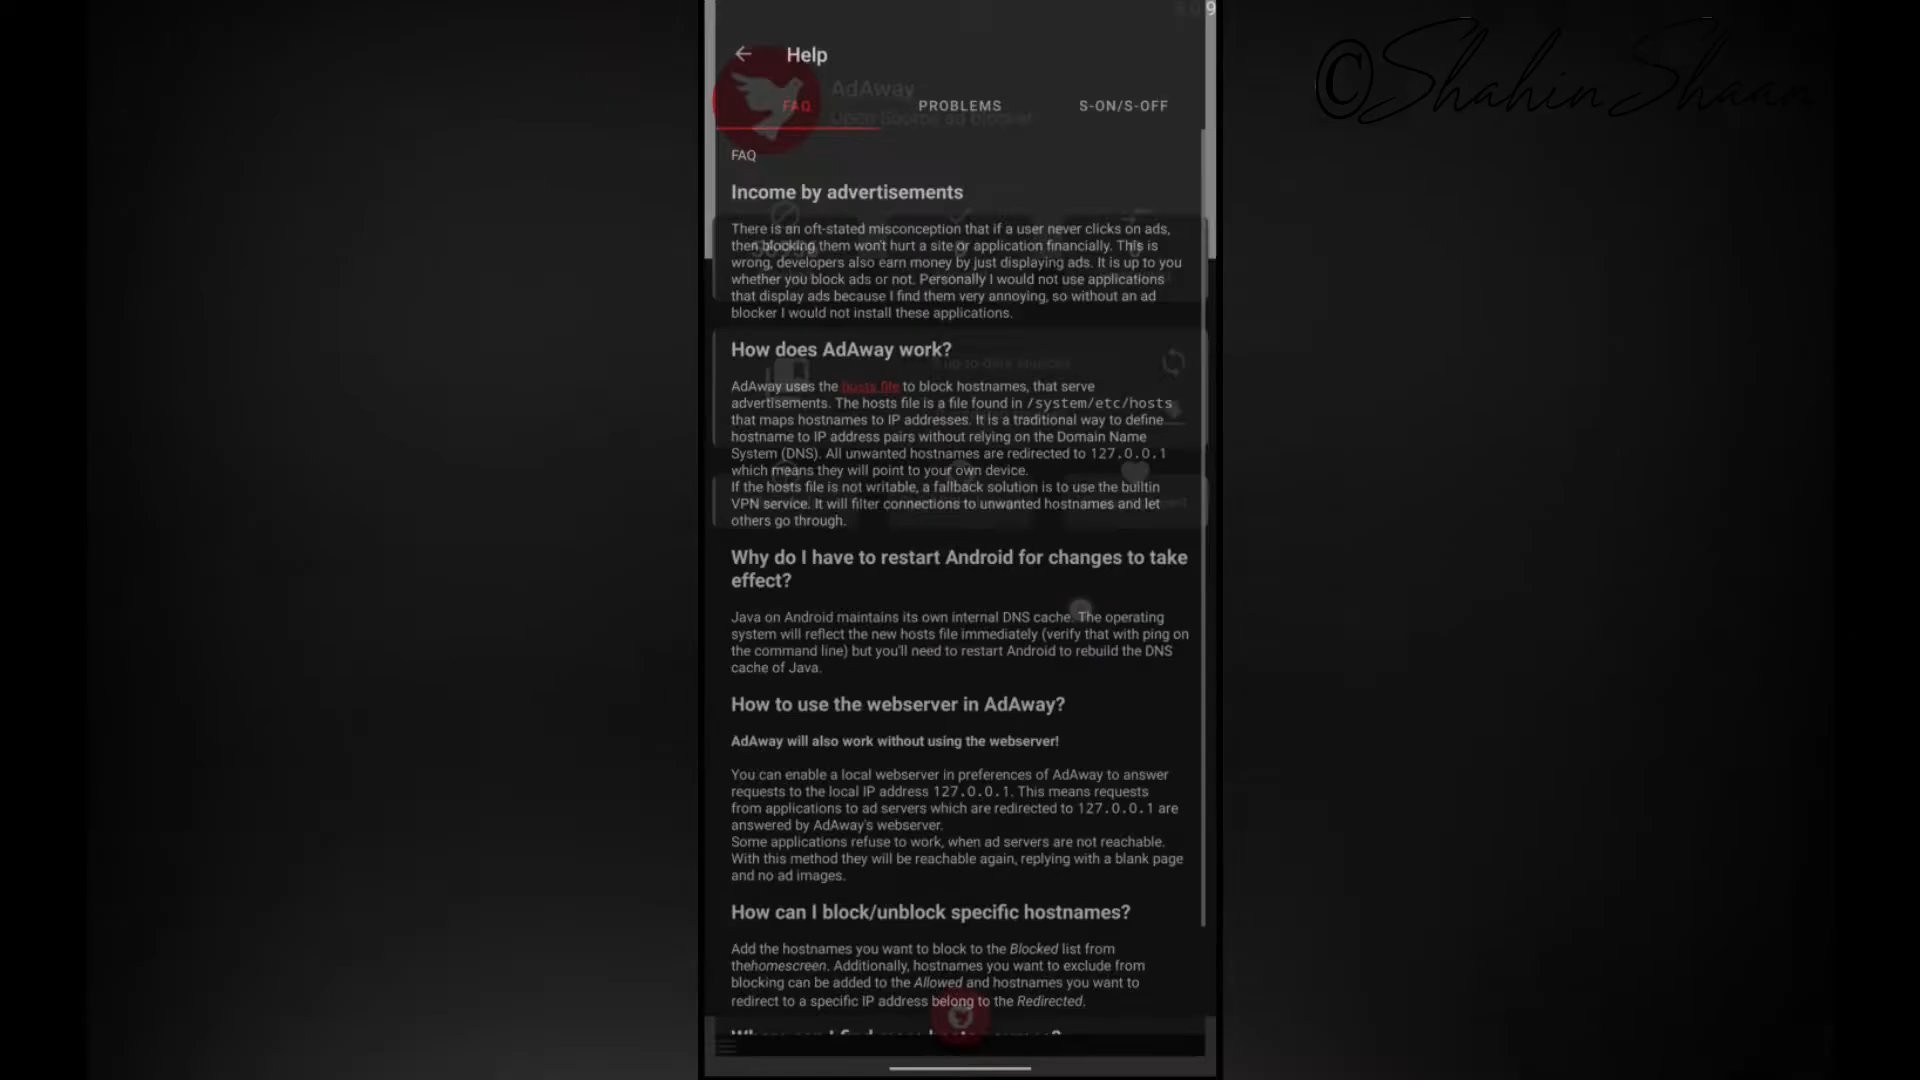 ©ShahinShaan
Help
AdAway
FAQ
PROBLEMS
S-ON/S-OFF
Open Source ad blocker
FAQ
Income by advertisements
There is an oft-stated misconception that if a user never clicks on ads,
then blocking them won't hurt a site or application financially. This is
wrong, developers also earn money by just displaying ads. It is up to you
whether you block ads or not. Personally I would not use applications
that display ads because I find them very annoying, so without an ad
blocker I would not install these applications.
How does AdAway work?
up-to-date sources
AdAway uses the hosts file to block hostnames, that serve
advertisements. The hosts file is a file found in /system/etc/hosts
that maps hostnames to IP addresses. It is a traditional way to define
hostname to IP address pairs without relying on the Domain Name
System (DNS). All unwanted hostnames are redirected to 127.0.0.1
which means they will point to your own device.
If the hosts file is not writable, a fallback solution is to use the builtin
VPN service. It will filter connections to unwanted hostnames and let
others go through.
Why do I have to restart Android for changes to take
effect?
Java on Android maintains its own internal DNS cache. The operating
system will reflect the new hosts file immediately (verify that with ping on
the command line) but you'll need to restart Android to rebuild the DNS
cache of Java.
How to use the webserver in AdAway?
AdAway will also work without using the webserver!
You can enable a local webserver in preferences of AdAway to answer
requests to the local IP address 127.0.0.1. This means requests
from applications to ad servers which are redirected to 127.0.0.1 are
answered by AdAway's webserver.
Some applications refuse to work, when ad servers are not reachable.
With this method they will be reachable again, replying with a blank page
and no ad images.
How can I block/unblock specific hostnames?
Add the hostnames you want to block to the Blocked list from
thehomescreen. Additionally, hostnames you want to exclude from
blocking can be added to the Allowed and hostnames you want to
redirect to a specific IP address belong to the Redirected.